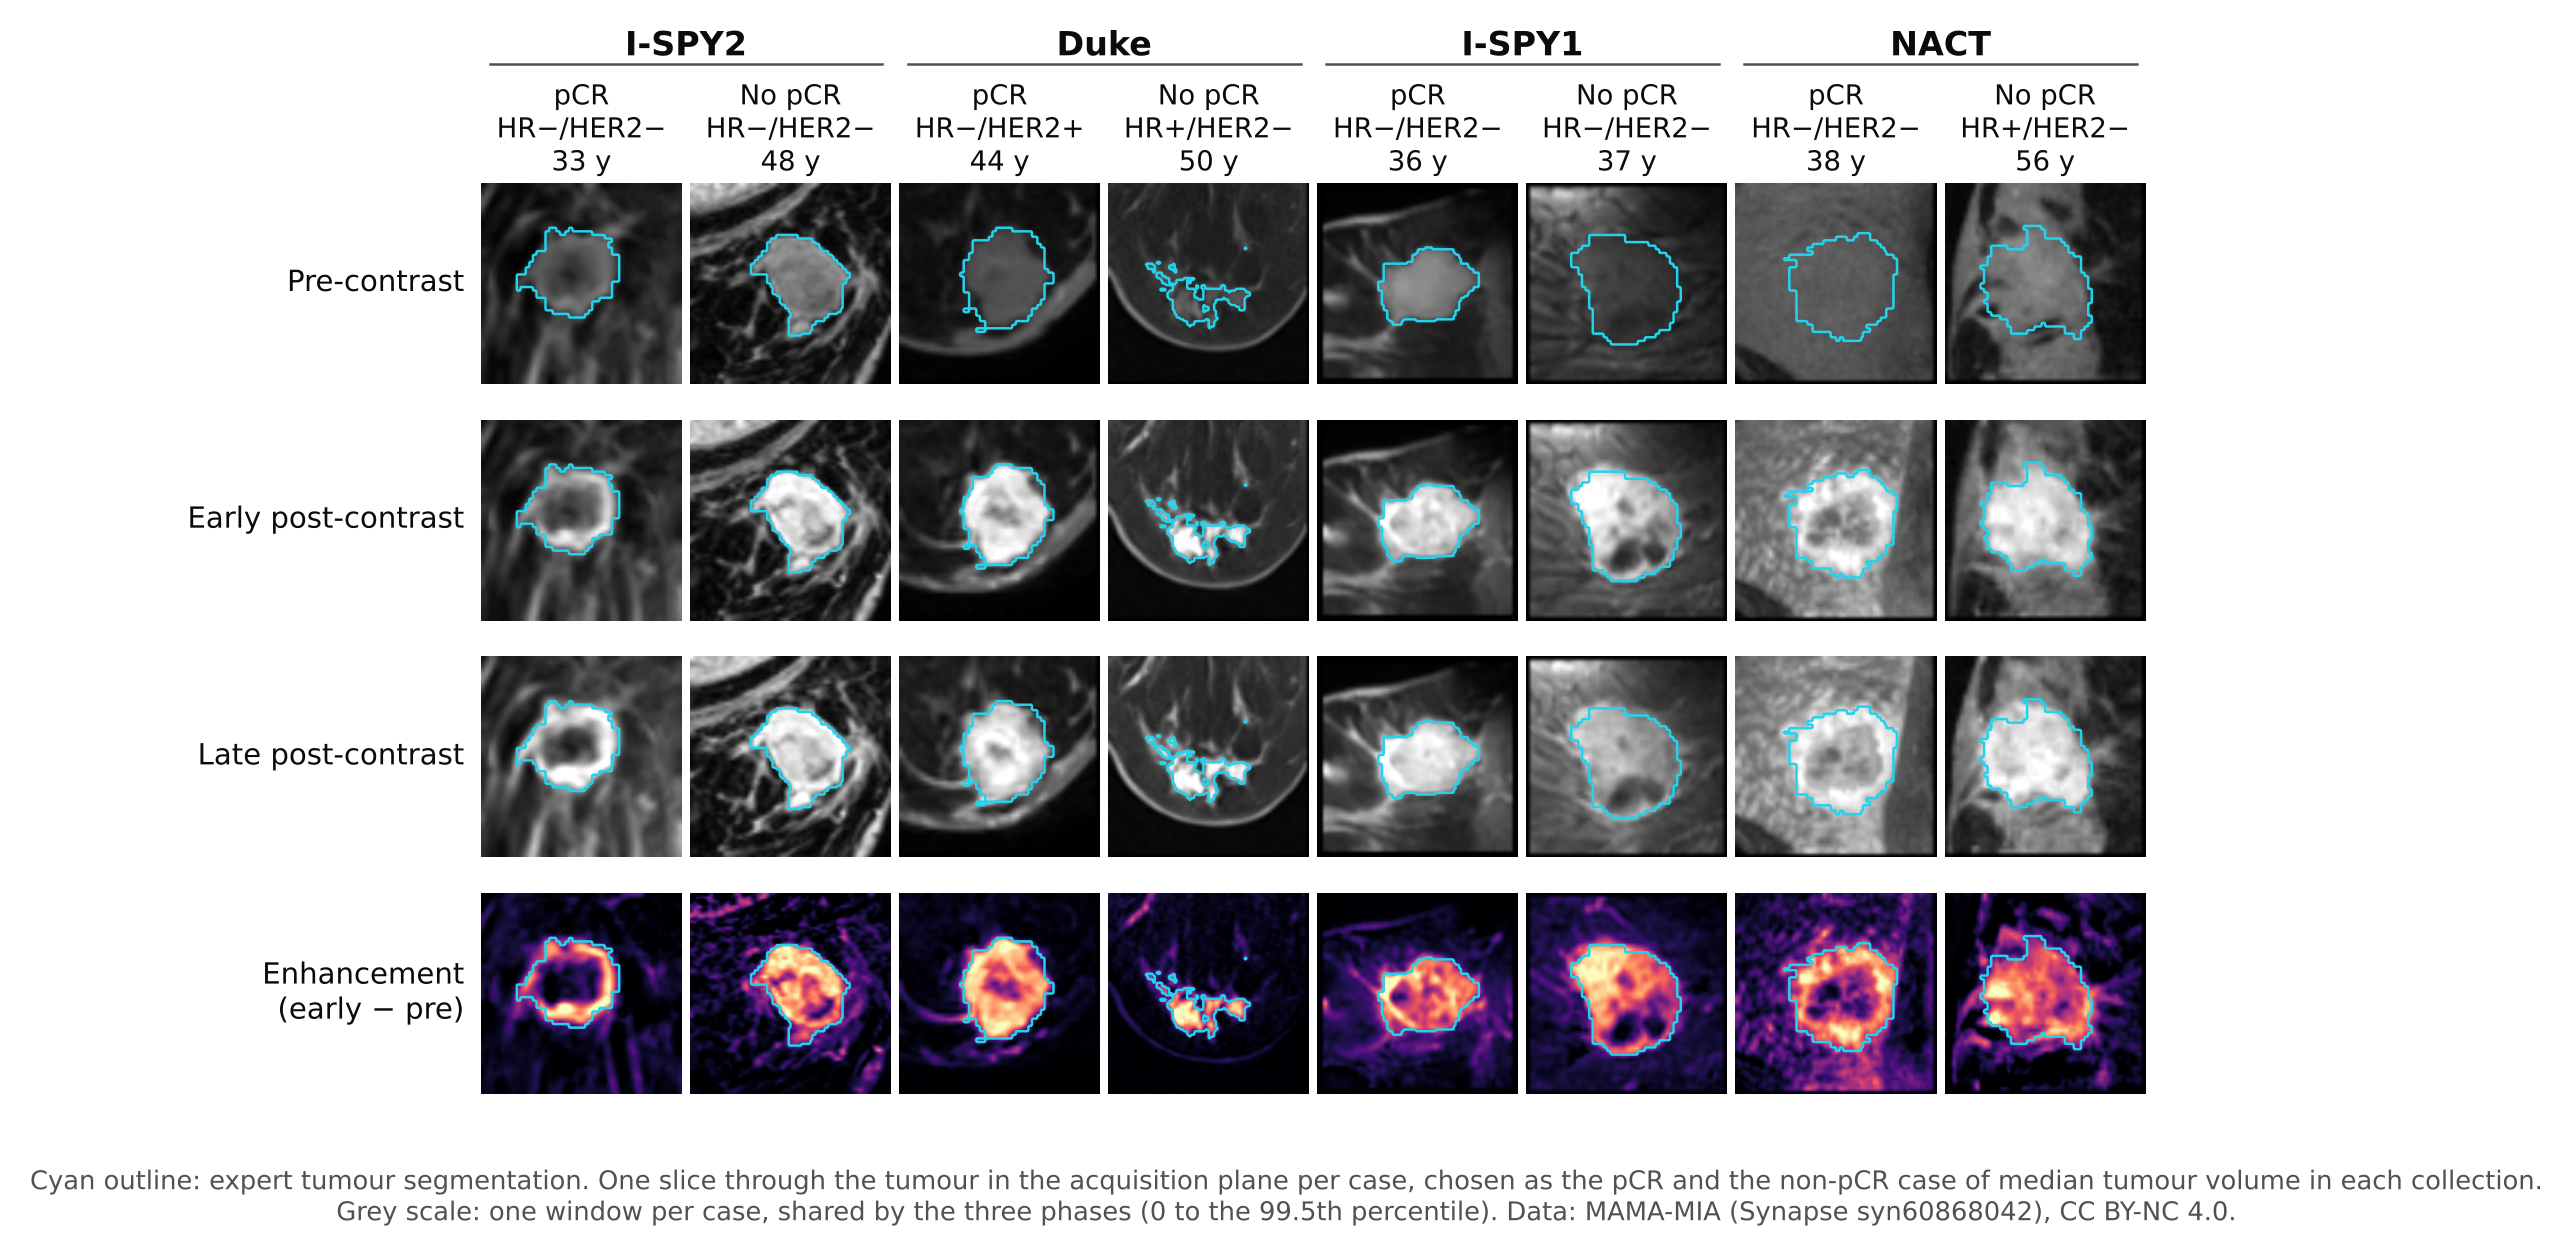 I-SPY2 Duke I-SPY1 NACT
pCR No pCR pCR No pCR pCR No pCR pCR No pCR
HR−/HER2− HR−/HER2− HR−/HER2+ HR+/HER2− HR−/HER2− HR−/HER2− HR−/HER2− HR+/HER2−
33 y 48 y 44 y 50 y 36 y 37 y 38 y 56 y
Pre-contrast
Early post-contrast
Late post-contrast
Enhancement
(early − pre)
Cyan outline: expert tumour segmentation. One slice through the tumour in the acquisition plane per case, chosen as the pCR and the non-pCR case of median tumour volume in each collection.
Grey scale: one window per case, shared by the three phases (0 to the 99.5th percentile). Data: MAMA-MIA (Synapse syn60868042), CC BY-NC 4.0.